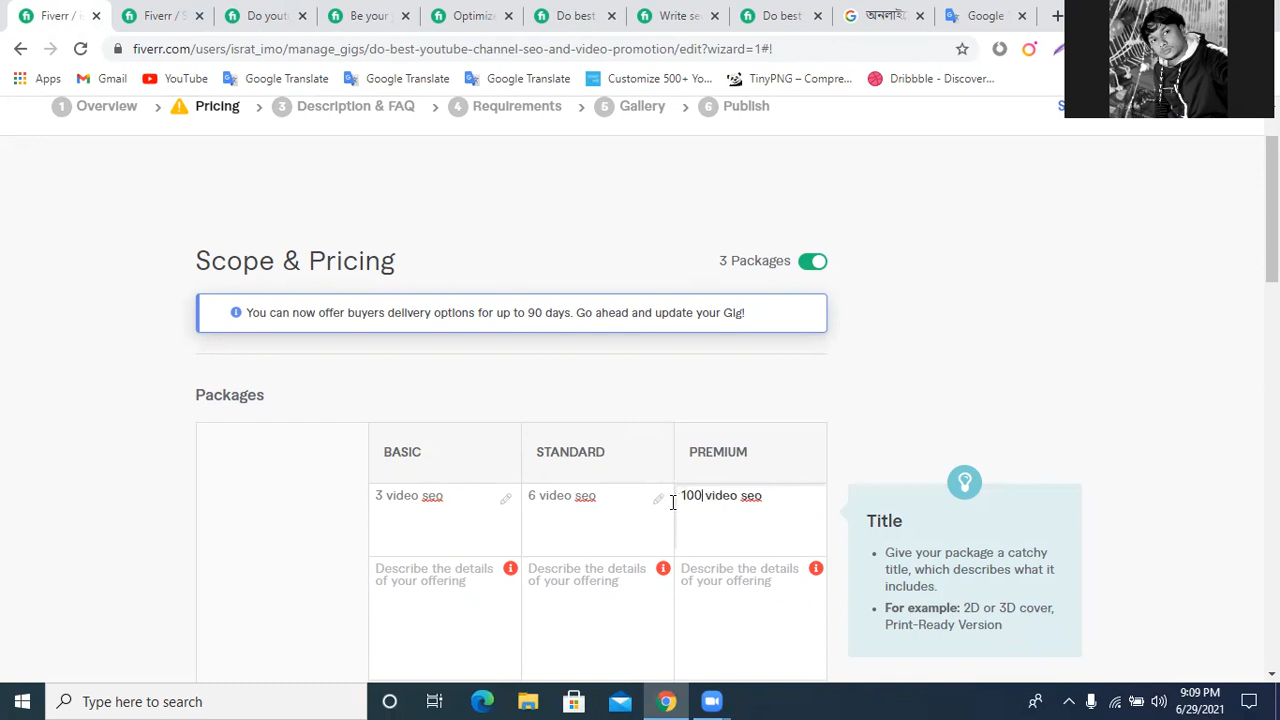 Fiverr / s
Fiverr / S
Do yout
Be your
Optimiz
Do best
Write se
Do best
অনলাই
Google
fiverr.com/users/israt_imo/manage_gigs/do-best-youtube-channel-seo-and-video-promotion/edit?wizard=1#!
Apps
Gmail
YouTube
Google Translate
Google Translate
Google Translate
Customize 500+ Yo...
TinyPNG – Compre...
Dribbble - Discover...
1 Overview
Pricing
3 Description & FAQ
4 Requirements
5 Gallery
6 Publish
S
Scope & Pricing
3 Packages
You can now offer buyers delivery options for up to 90 days. Go ahead and update your Gig!
Packages
BASIC
STANDARD
PREMIUM
3 video seo
6 video seo
100 video seo
Describe the details
of your offering
Describe the details
of your offering
Describe the details
of your offering
Title
Give your package a catchy
title, which describes what it
includes.
For example: 2D or 3D cover,
Print-Ready Version
Type here to search
9:09 PM
6/29/2021